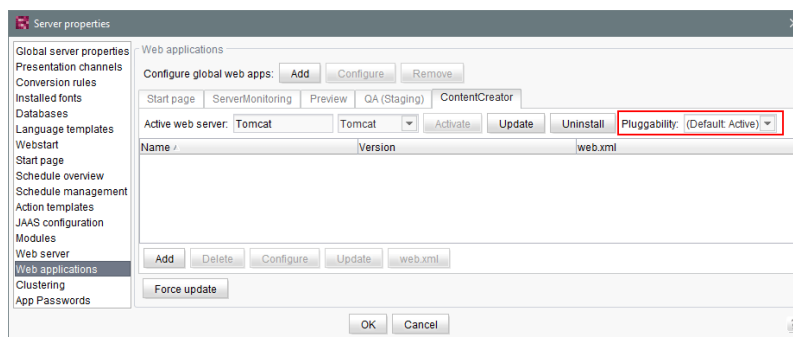 Server properties
Global server properties
Presentation channels
Conversion rules
Installed fonts
Databases
Language templates
Webstart
Start page
Schedule overview
Schedule management
Action templates
JAAS configuration
Modules
Web server
Web applications
Clustering
App Passwords
Web applications
Configure global web apps: Add Configure Remove
Start page ServerMonitoring Preview QA (Staging) ContentCreator
Active web server: Tomcat Tomcat Activate Update Uninstall Pluggability: (Default: Active)
Name Version web.xml
Add Delete Configure Update web.xml
Force update
OK Cancel